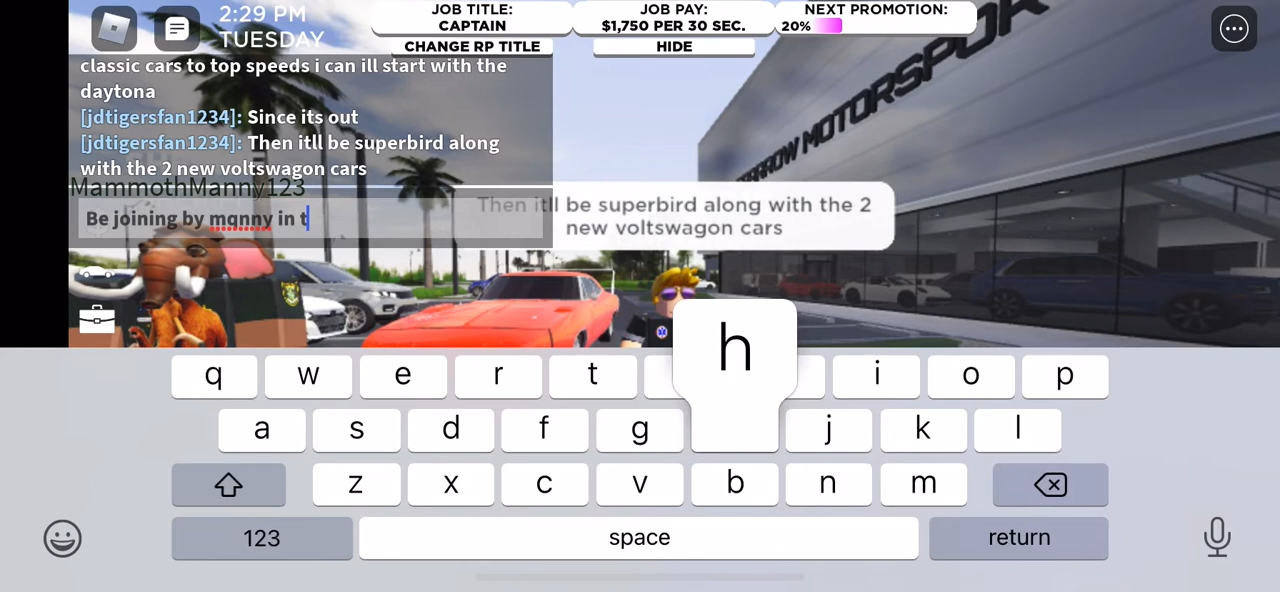 2:29 PM
TUESDAY
JOB TITLE:
CAPTAIN
CHANGE RP TITLE
JOB PAY:
$1,750 PER 30 SEC.
HIDE
NEXT PROMOTION:
20%
classic cars to top speeds i can ill start with the
daytona
[jdtigersfan1234]: Since its out
[jdtigersfan1234]: Then itll be superbird along
with the 2 new voltswagon cars
MammothManny123
Be joining by mqnny in t
Then itll be superbird along with the 2
new voltswagon cars
MOTORSPOR
h
q w e r t i o p
a s d f g j k l
z x c v b n m
123 space return